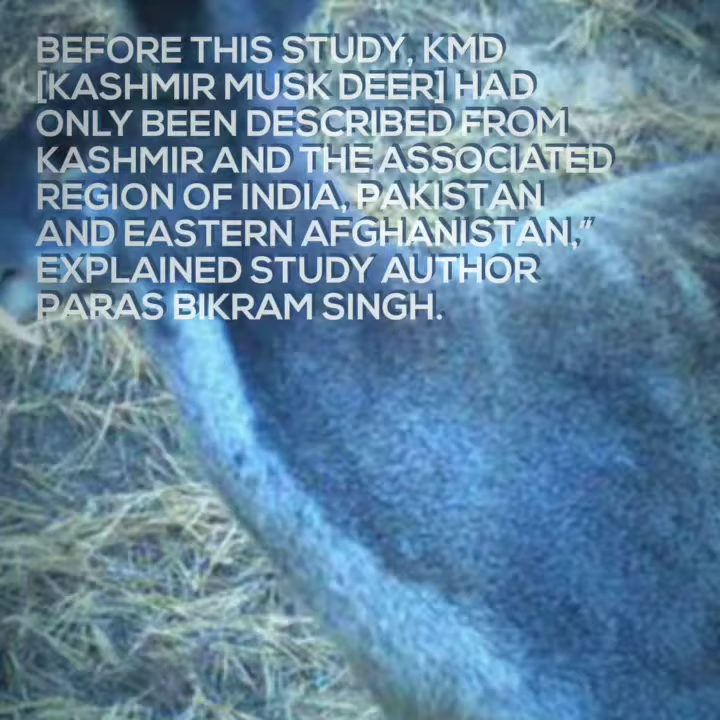 BEFORE THIS STUDY, KMD
[KASHMIR MUSK DEER] HAD
ONLY BEEN DESCRIBED FROM
KASHMIR AND THE ASSOCIATED
REGION OF INDIA, PAKISTAN
AND EASTERN AFGHANISTAN,"
EXPLAINED STUDY AUTHOR
PARAS BIKRAM SINGH.